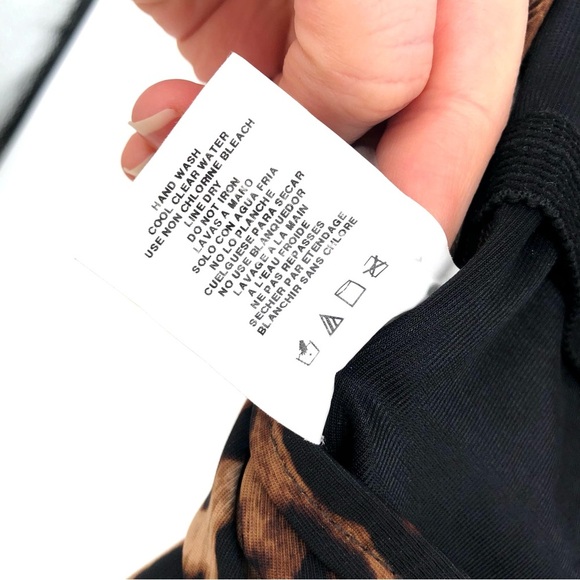 HAND WASH
COOL CLEAR WATER
USE NON CHLORINE BLEACH
LINE DRY
DO NOT IRON
LAVAS A MANO
SOLO CON AGUA FRIA
NO LO PLANCHE
CUELGUESE PARA SECAR
NO USE BLANQUEDOR
LAVAGE A LA MAIN
A L'EAU FROIDE
NE PAS REPASSES
SECHER PAR ETENDAGE
BLANCHIR SANS CHLORE